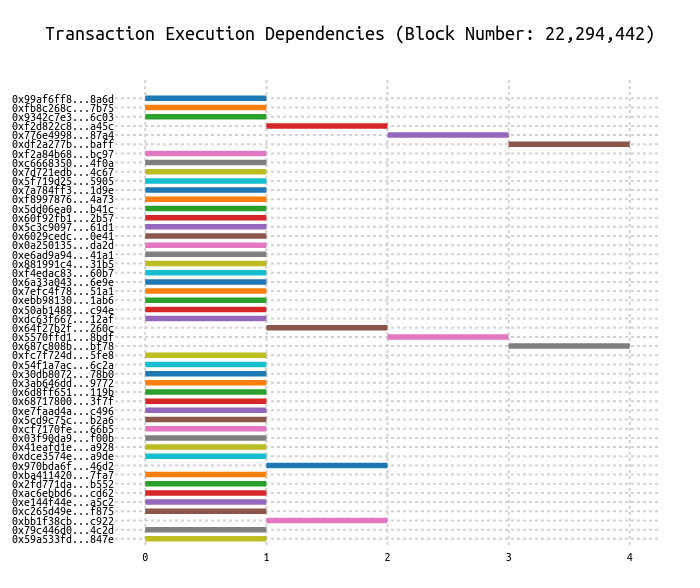 Transaction Execution Dependencies (Block Number: 22,294,442)
0x99af6ff8...8a6d
0xfb8c268c...7b75
0x9342c7e3...6c03
0xf2d822c8...a45c
0x776e4998...87a4
0xdf2a277b...baff
0xf2a84b68...bc97
0xc6668350...4f0a
0x7d721edb...4c67
0x5f719d25...5905
0x7a784ff3...1d9e
0xf8997876...4a73
0x5dd06ea0...b41c
0x60f92fb1...2b57
0x5c3c9097...61d1
0x6029cedc...0e41
0x0a250135...da2d
0xe6ad9a94...41a1
0x881991c4...31b5
0xf4edac83...60b7
0x6a33a043...6e9e
0x7efc4f78...51a1
0xebb98130...1ab6
0x50ab1488...c94e
0xdc63f667...12af
0x64f27b2f...260c
0x5570ffd1...8bdf
0x687c808b...bf78
0xfc7f724d...5fe8
0x54f1a7ac...6c2a
0x30db8072...78b0
0x3ab646dd...9772
0x6d8ff651...119b
0x68717800...3f7f
0xe7faad4a...c496
0x5cd9c75c...b2a6
0xcf7170fe...66b5
0x03f90da9...f00b
0x41eafd1e...a928
0xdce3574e...a9de
0x970bda6f...46d2
0xba411420...7fa7
0x2fd771da...b552
0xac6ebbd6...cd62
0xe144f44e...a5c2
0xc265d49e...f875
0xbb1f38cb...c922
0x79c446d0...4c2d
0x59a533fd...847e
0 1 2 3 4